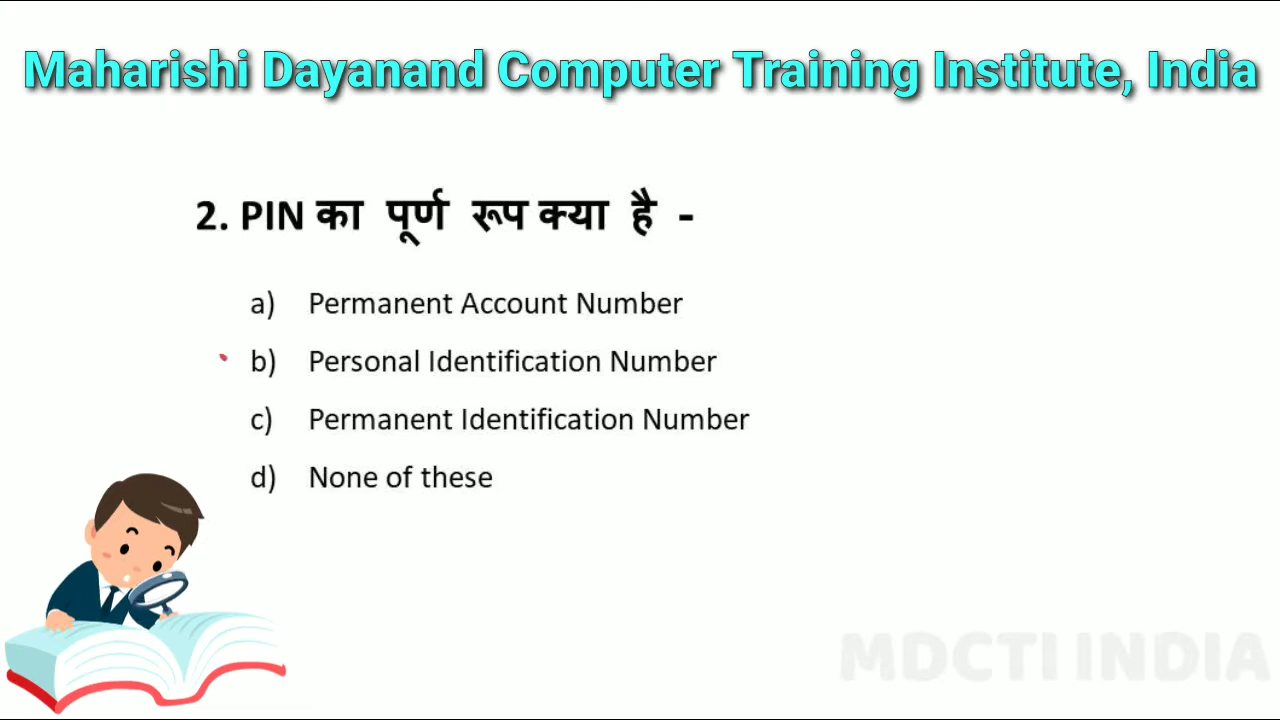 Maharishi Dayanand Computer Training Institute, India
2. PIN का पूर्ण रूप क्या है -
a) Permanent Account Number
b) Personal Identification Number
c) Permanent Identification Number
d) None of these
MDCTI INDIA